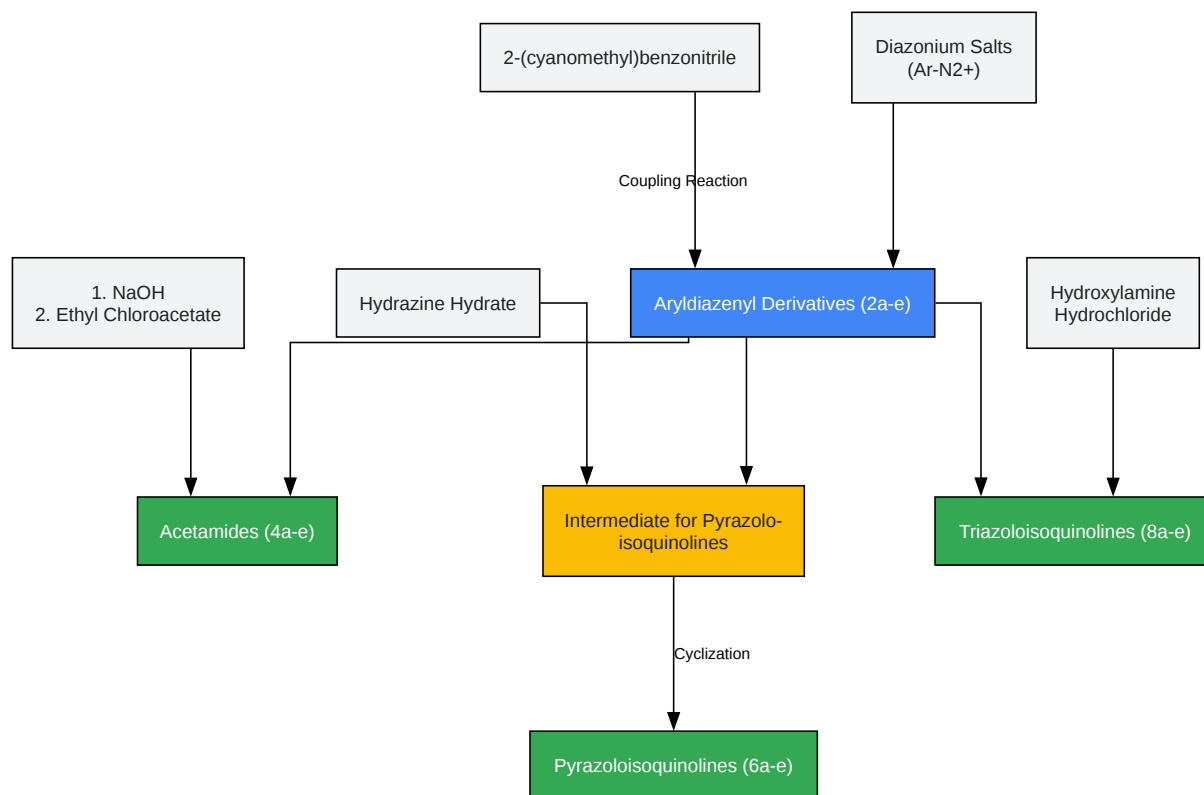 2-(cyanomethyl)benzonitrile
Diazonium Salts
(Ar-N2+)
Coupling Reaction
1. NaOH
2. Ethyl Chloroacetate
Hydrazine Hydrate
Aryldiazenyl Derivatives (2a-e)
Hydroxylamine
Hydrochloride
Acetamides (4a-e)
Intermediate for Pyrazolo-
isoquinolines
Triazoloisoquinolines (8a-e)
Cyclization
Pyrazoloisoquinolines (6a-e)